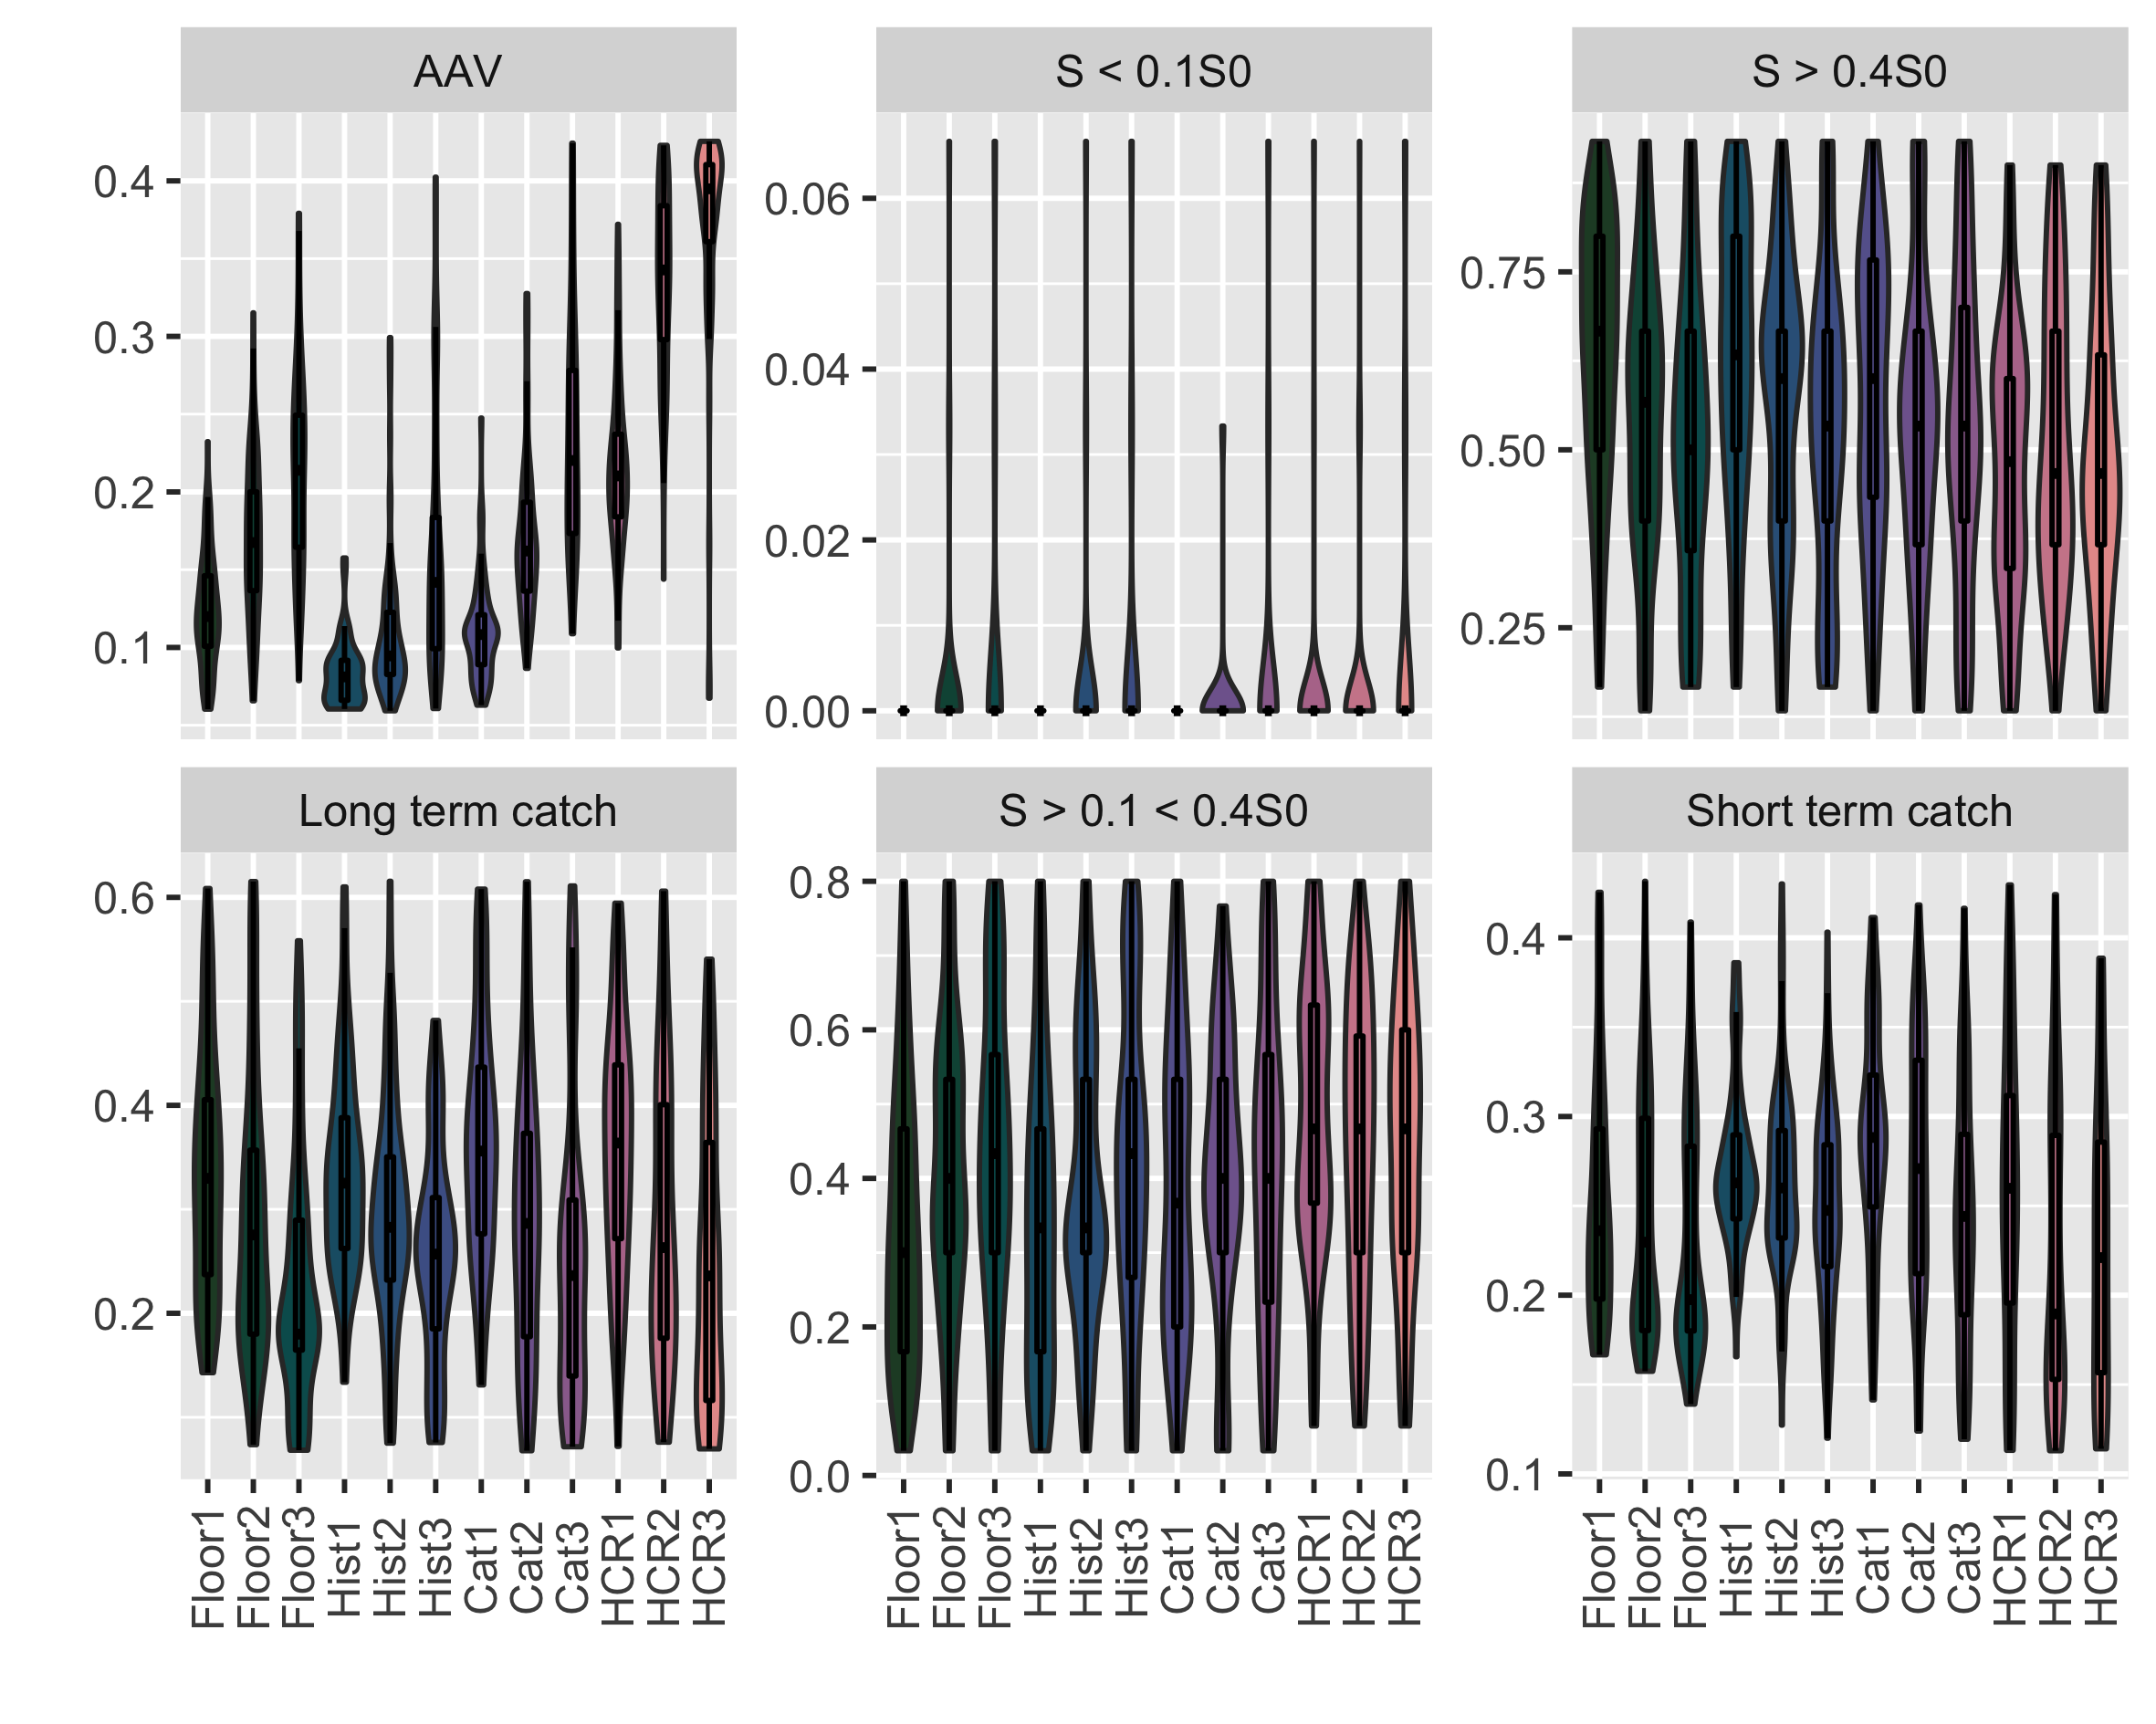 AAV
S < 0.1S0
S > 0.4S0
0.4
0.3
0.2
0.1
0.06
0.04
0.02
0.00
0.75
0.50
0.25
Long term catch
S > 0.1 < 0.4S0
Short term catch
0.6
0.4
0.2
0.8
0.6
0.4
0.2
0.0
0.4
0.3
0.2
0.1
Floor1 Floor2 Floor3 Hist1 Hist2 Hist3 Cat1 Cat2 Cat3 HCR1 HCR2 HCR3
Floor1 Floor2 Floor3 Hist1 Hist2 Hist3 Cat1 Cat2 Cat3 HCR1 HCR2 HCR3
Floor1 Floor2 Floor3 Hist1 Hist2 Hist3 Cat1 Cat2 Cat3 HCR1 HCR2 HCR3